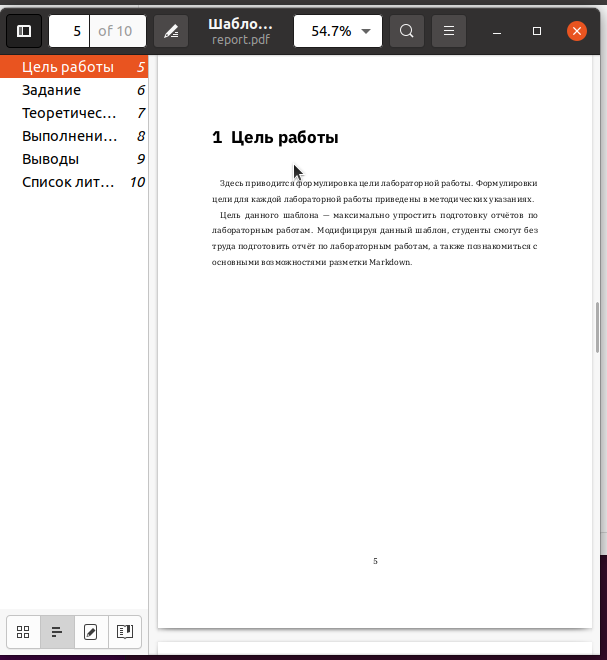 5 of 10
Шабло...
report.pdf
54.7%
Цель работы 5
Задание 6
Теоретичес... 7
Выполнени... 8
Выводы 9
Список лит... 10
1 Цель работы
Здесь приводится формулировка цели лабораторной работы. Формулировки
цели для каждой лабораторной работы приведены в методических указаниях.
Цель данного шаблона — максимально упростить подготовку отчётов по
лабораторным работам. Модифицируя данный шаблон, студенты смогут без
труда подготовить отчёт по лабораторным работам, а также познакомиться с
основными возможностями разметки Markdown.
5